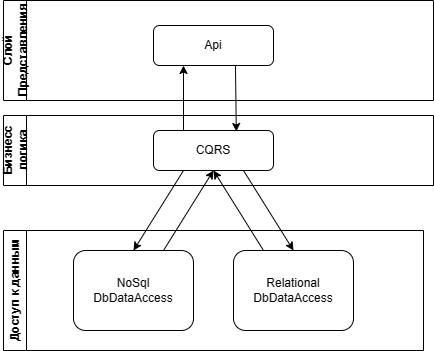 Слой
Представления
Api
Бизнесс
логика
CQRS
Доступ к данным
NoSql
DbDataAccess
Relational
DbDataAccess